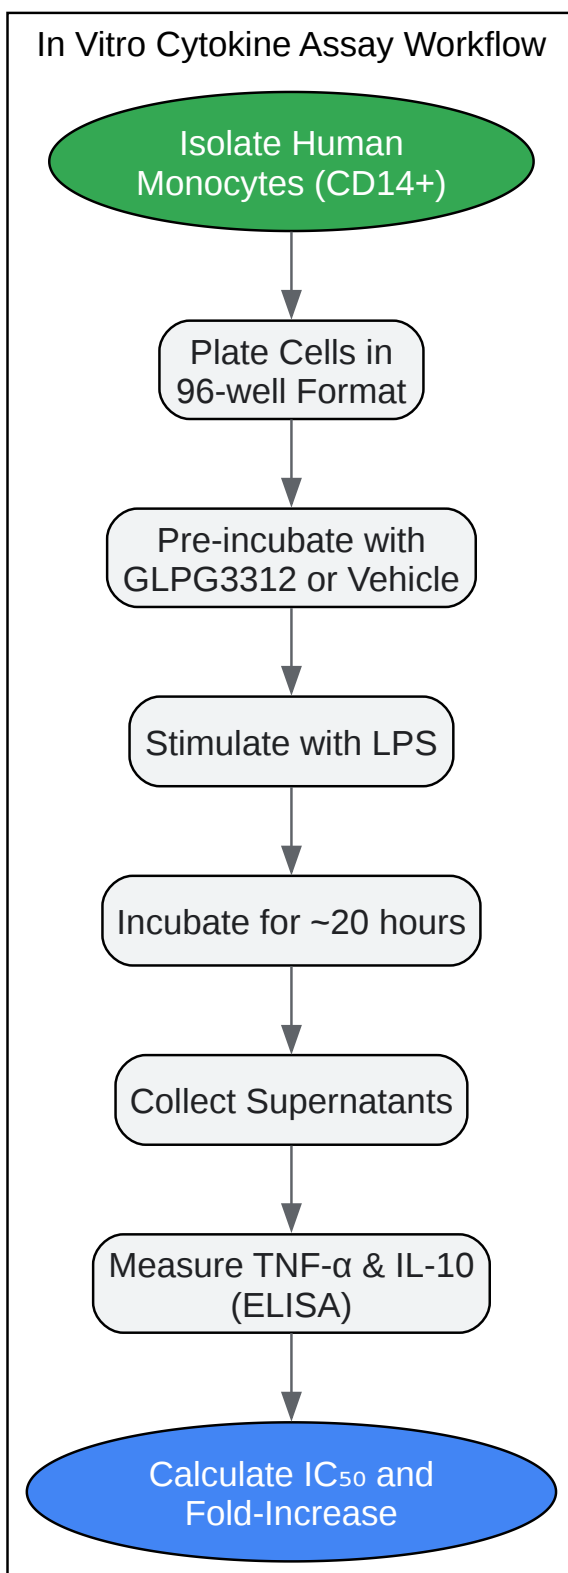 In Vitro Cytokine Assay Workflow
Isolate Human
Monocytes (CD14+)
Plate Cells in
96-well Format
Pre-incubate with
GLPG3312 or Vehicle
Stimulate with LPS
Incubate for ~20 hours
Collect Supernatants
Measure TNF-α & IL-10
(ELISA)
Calculate IC₅₀ and
Fold-Increase